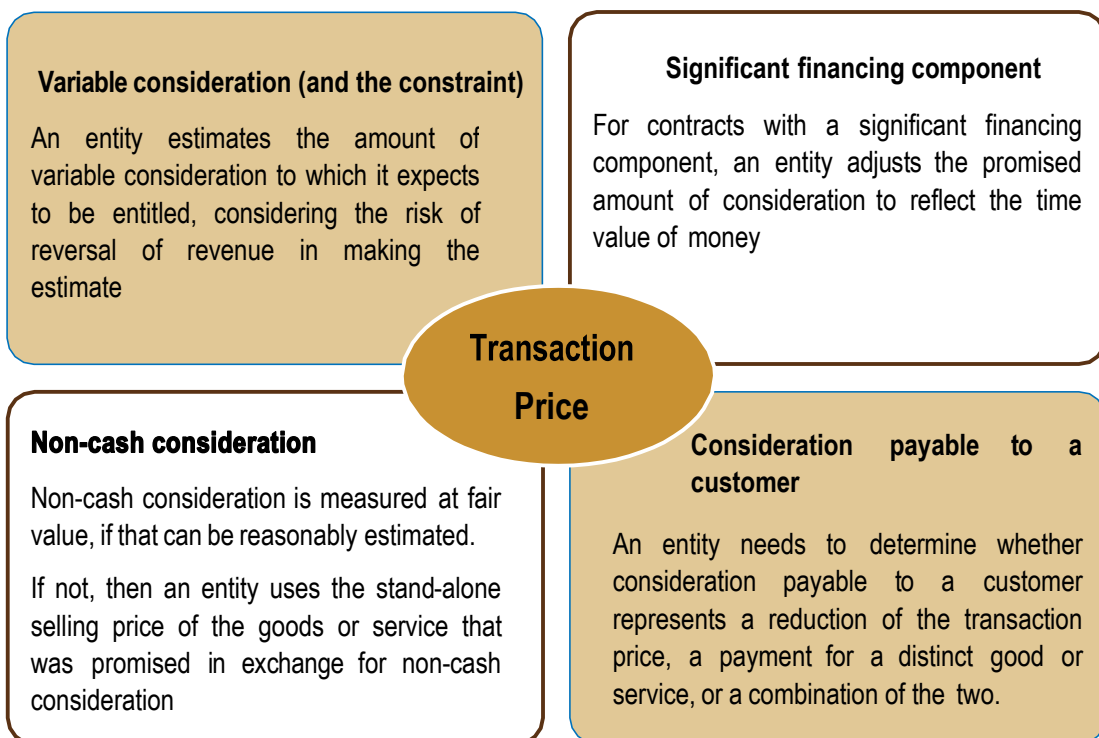 Variable consideration (and the constraint)
An entity estimates the amount of
variable consideration to which it expects
to be entitled, considering the risk of
reversal of revenue in making the
estimate
Significant financing component
For contracts with a significant financing
component, an entity adjusts the promised
amount of consideration to reflect the time
value of money
Transaction
Price
Non-cash consideration
Non-cash consideration is measured at fair
value, if that can be reasonably estimated.
If not, then an entity uses the stand-alone
selling price of the goods or service that
was promised in exchange for non-cash
consideration
Consideration payable to a
customer
An entity needs to determine whether
consideration payable to a customer
represents a reduction of the transaction
price, a payment for a distinct good or
service, or a combination of the two.